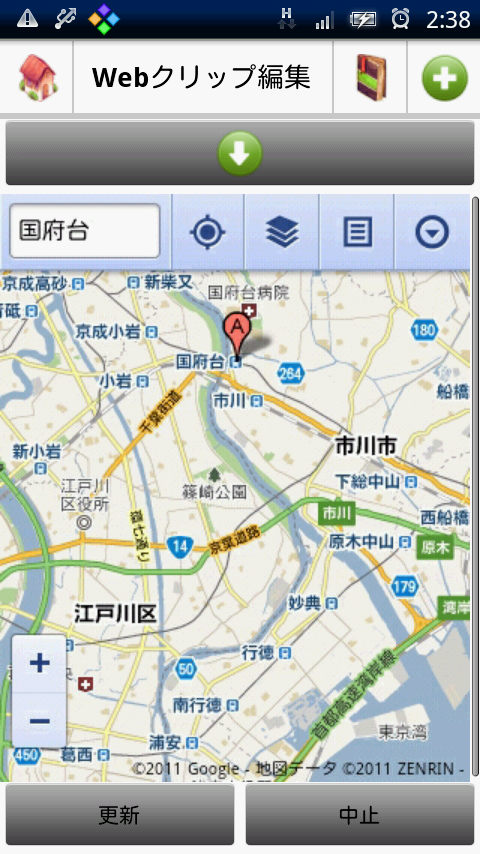 H
2:38
Webクリップ編集
国府台
京成高砂
新柴又
国府台病院
青砥
A
京成小岩
180
国府台
小岩
264
船橋
市川
千葉街道
市川市
新小岩
下総中山
江戸川
区役所
篠崎公園
市川
西船橋
柴七通り
14
京葉道路
原木中山
原木
179
妙典
江戸川区
湾岸
行徳
50
南行徳
首都高速湾岸線
東京湾
浦安
450
葛西
©2011 Google - 地図データ ©2011 ZENRIN -
更新
中止